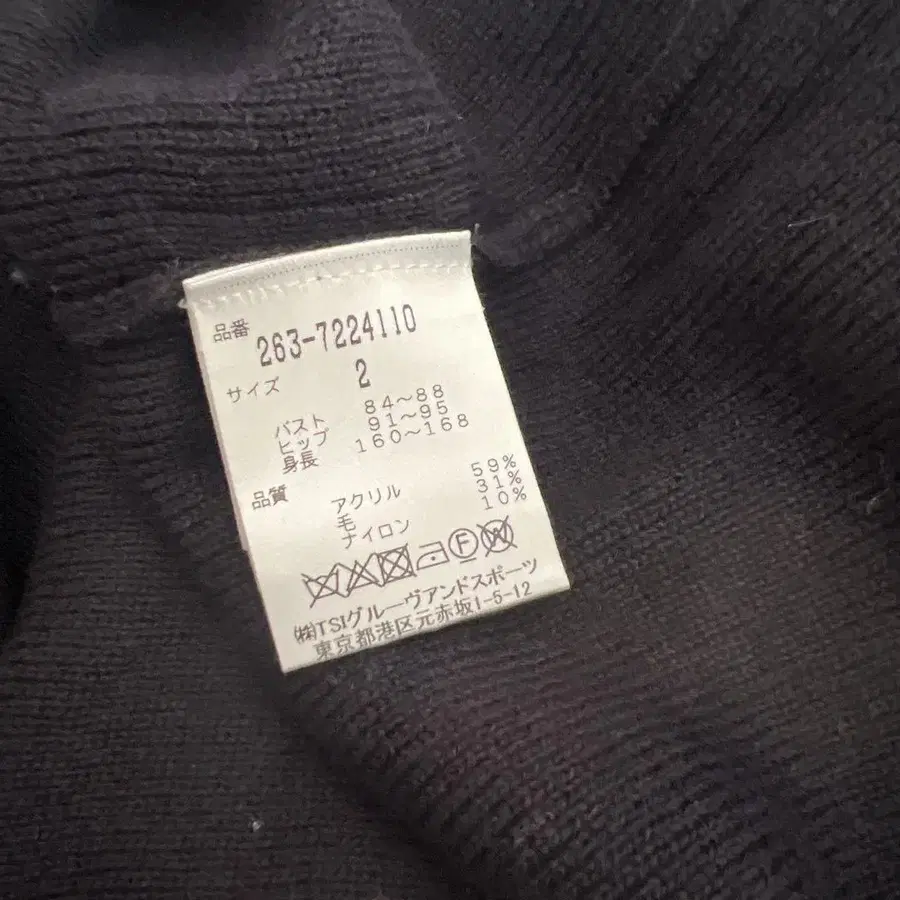 品番 263-7224110
サイズ 2
バスト 84～88
ヒップ 91～95
身長 160～168
品質 アクリル 59%
毛 31%
ナイロン 10%
F W
㈱TSIグルーヴアンドスポーツ
東京都港区元赤坂1-5-12